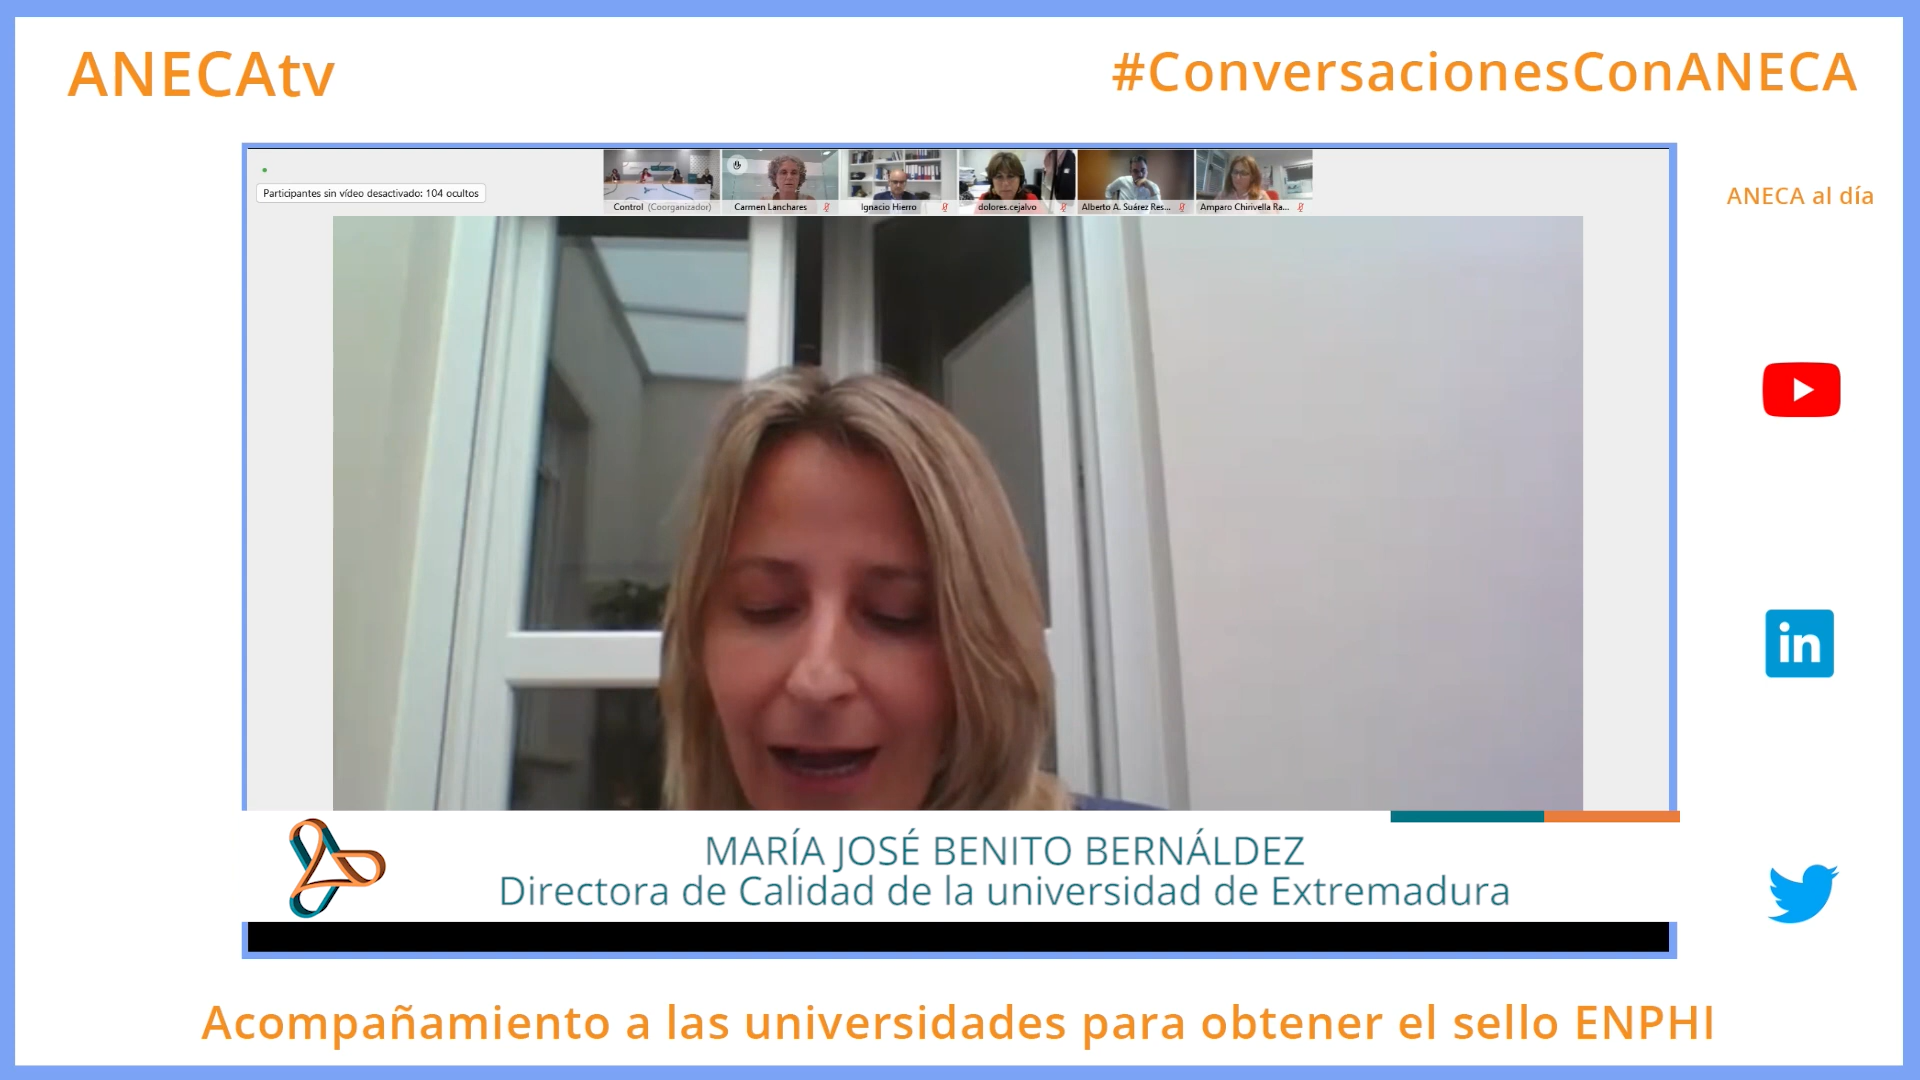 ANECAtv
#ConversacionesConANECA
ANECA al día
Participantes sin vídeo desactivado: 104 ocultos
Control (Coorganizador)
Carmen Lanchares
Ignacio Hierro
dolores.cejalvo
Alberto A. Suárez Res...
Amparo Chirivella Ra...
in
MARÍA JOSÉ BENITO BERNÁLDEZ
Directora de Calidad de la universidad de Extremadura
Acompañamiento a las universidades para obtener el sello ENPHI